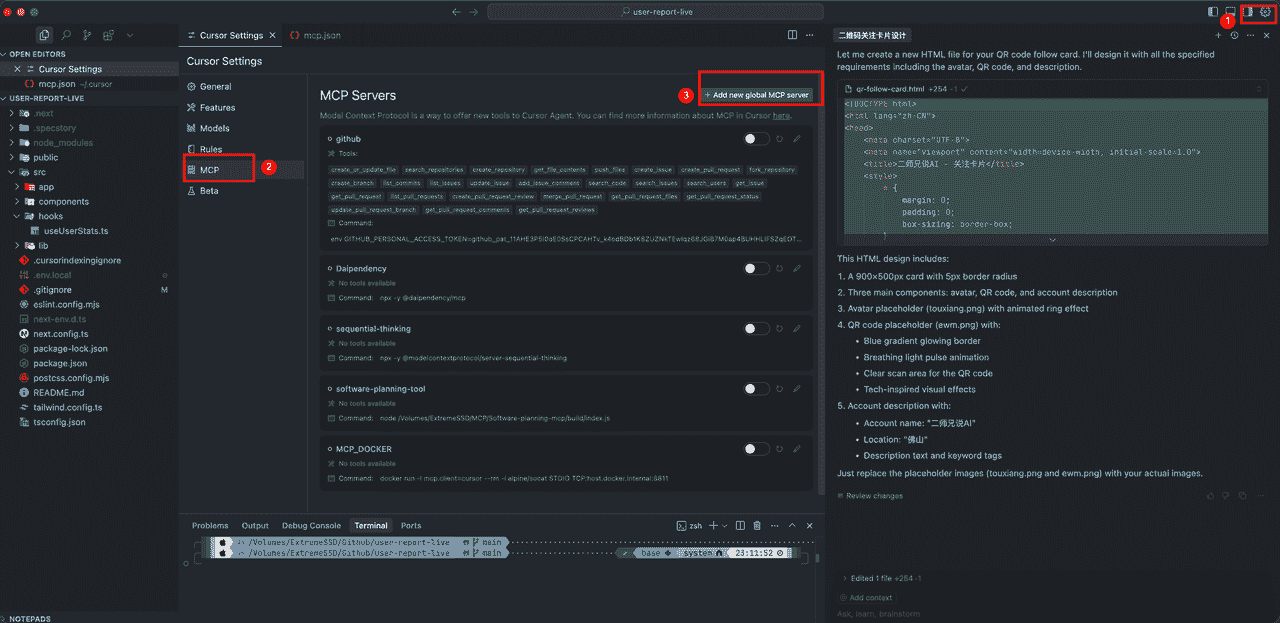 user-report-live
1
OPEN EDITORS
Cursor Settings
mcp.json ~/.cursor
USER-REPORT-LIVE
.next
.specstory
node_modules
public
src
app
components
hooks
useUserStats.ts
lib
.cursorindexingignore
.env.local
.gitignore M
eslint.config.mjs
next-env.d.ts
next.config.ts
package-lock.json
package.json
postcss.config.mjs
README.md
tailwind.config.ts
tsconfig.json
NOTEPADS
Cursor Settings
mcp.json
Cursor Settings
General
Features
Models
Rules
MCP
2
Beta
MCP Servers
3
+ Add new global MCP server
Model Context Protocol is a way to offer new tools to Cursor Agent. You can find more information about MCP in Cursor here.
github
Tools:
create_or_update_file search_repositories create_repository get_file_contents push_files create_issue create_pull_request fork_repository
create_branch list_commits list_issues update_issue add_issue_comment search_code search_issues search_users get_issue
get_pull_request list_pull_requests create_pull_request_review merge_pull_request get_pull_request_files get_pull_request_status
update_pull_request_branch get_pull_request_comments get_pull_request_reviews
Command:
env GITHUB_PERSONAL_ACCESS_TOKEN=
Daipendency
No tools available
Command: npx -y @daipendency/mcp
sequential-thinking
No tools available
Command: npx -y @modelcontextprotocol/server-sequential-thinking
software-planning-tool
No tools available
Command: node /Volumes/ExtremeSSD/MCP/Software-planning-mcp/build/index.js
MCP_DOCKER
No tools available
Command: docker run -i mcp.client=cursor --rm -i alpine/socat STDIO TCP:host.docker.internal:8811
Problems Output Debug Console Terminal Ports
zsh
/Volumes/ExtremeSSD/Github/user-report-live main
/Volumes/ExtremeSSD/Github/user-report-live main
base system 23:11:52
二维码关注卡片设计
Let me create a new HTML file for your QR code follow card. I'll design it with all the specified
requirements including the avatar, QR code, and description.
qr-follow-card.html +254 -1
<!DOCTYPE html>
<html lang="zh-CN">
<head>
<meta charset="UTF-8">
<meta name="viewport" content="width=device-width, initial-scale=1.0">
<title>二师兄说AI - 关注卡片</title>
<style>
* {
margin: 0;
padding: 0;
box-sizing: border-box;
}
This HTML design includes:
1. A 900×500px card with 5px border radius
2. Three main components: avatar, QR code, and account description
3. Avatar placeholder (touxiang.png) with animated ring effect
4. QR code placeholder (ewm.png) with:
• Blue gradient glowing border
• Breathing light pulse animation
• Clear scan area for the QR code
• Tech-inspired visual effects
5. Account description with:
• Account name: "二师兄说AI"
• Location: "佛山"
• Description text and keyword tags
Just replace the placeholder images (touxiang.png and ewm.png) with your actual images.
Review changes
Edited 1 file +254 -1
Add context
Ask, learn, brainstorm